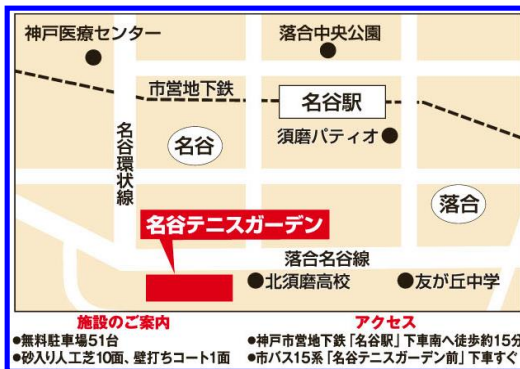 神戸医療センター
落合中央公園
市営地下鉄
名谷駅
名谷環状線
名谷
須磨パティオ
落合
名谷テニスガーデン
落合名谷線
北須磨高校
友が丘中学
施設のご案内
●無料駐車場51台
●砂入り人工芝10面、壁打ちコート1面
アクセス
●神戸市営地下鉄「名谷駅」下車南へ徒歩約15分
●市バス15系「名谷テニスガーデン前」下車すぐ